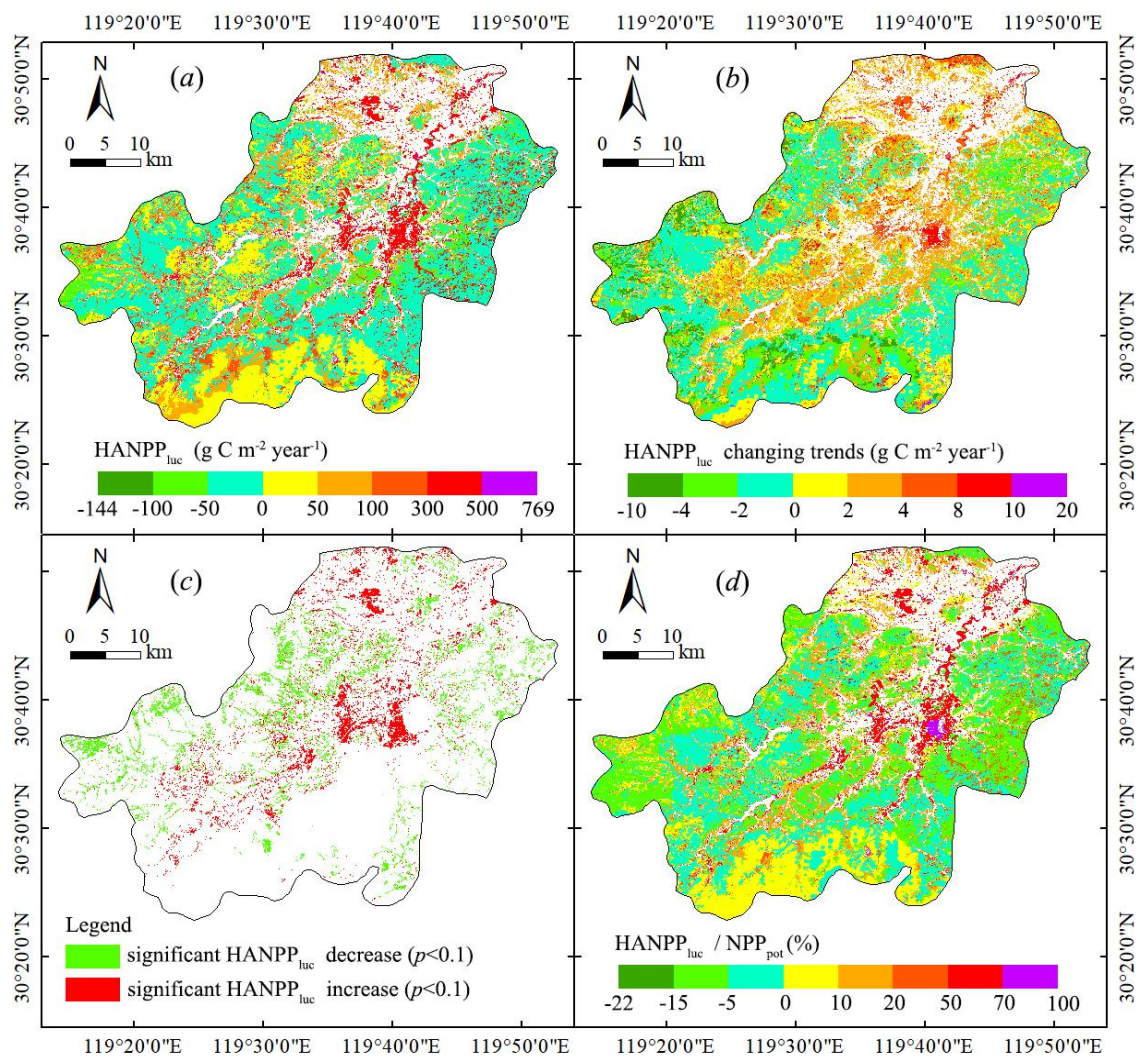 119°20'0"E 119°30'0"E 119°40'0"E 119°50'0"E 119°20'0"E 119°30'0"E 119°40'0"E 119°50'0"E
30°50'0"N
30°40'0"N
30°30'0"N
30°20'0"N
N
(a)
0 5 10
km
HANPPluc (g C m⁻² year⁻¹)
-144 -100 -50 0 50 100 300 500 769
N
(b)
0 5 10
km
HANPPluc changing trends (g C m⁻² year⁻¹)
-10 -4 -2 0 2 4 8 10 20
30°50'0"N
30°40'0"N
30°30'0"N
30°20'0"N
30°40'0"N
30°30'0"N
30°20'0"N
N
(c)
0 5 10
km
Legend
significant HANPPluc decrease (p<0.1)
significant HANPPluc increase (p<0.1)
N
(d)
0 5 10
km
HANPPluc / NPPpot (%)
-22 -15 -5 0 10 20 50 70 100
30°40'0"N
30°30'0"N
30°20'0"N
119°20'0"E 119°30'0"E 119°40'0"E 119°50'0"E 119°20'0"E 119°30'0"E 119°40'0"E 119°50'0"E